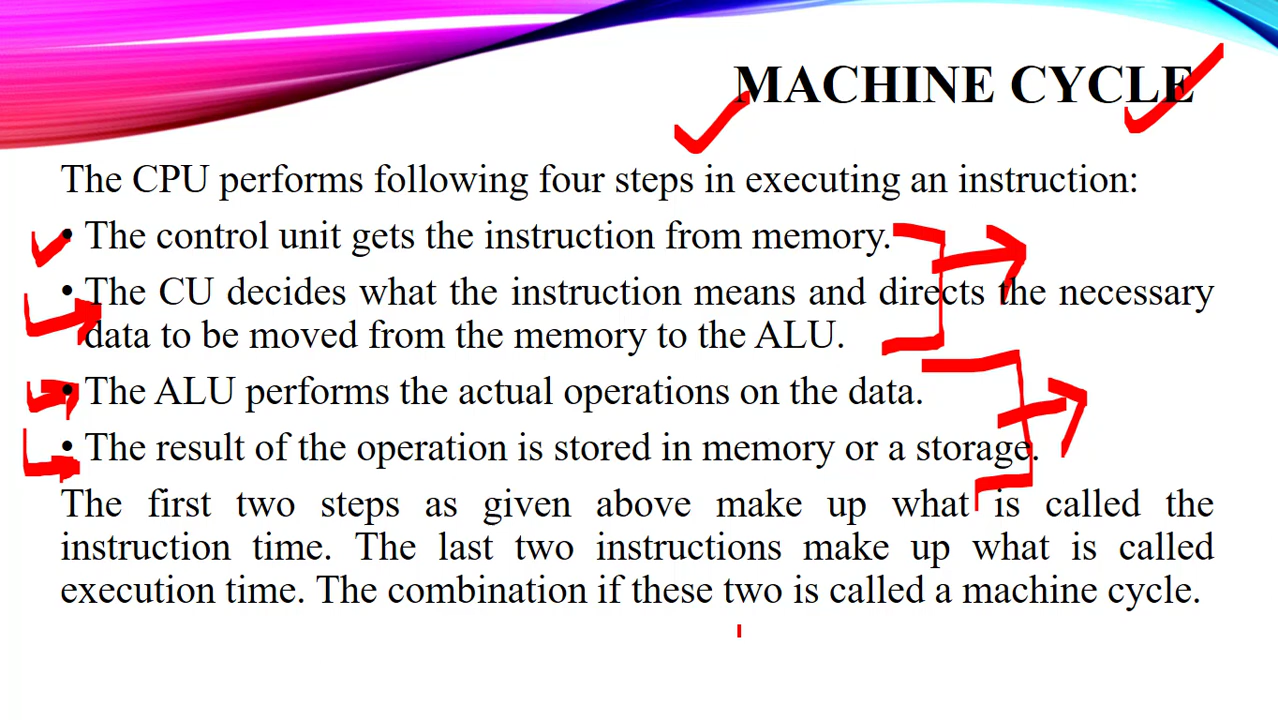 MACHINE CYCLE
The CPU performs following four steps in executing an instruction:
• The control unit gets the instruction from memory.
• The CU decides what the instruction means and directs the necessary
data to be moved from the memory to the ALU.
• The ALU performs the actual operations on the data.
• The result of the operation is stored in memory or a storage.
The first two steps as given above make up what is called the
instruction time. The last two instructions make up what is called
execution time. The combination if these two is called a machine cycle.